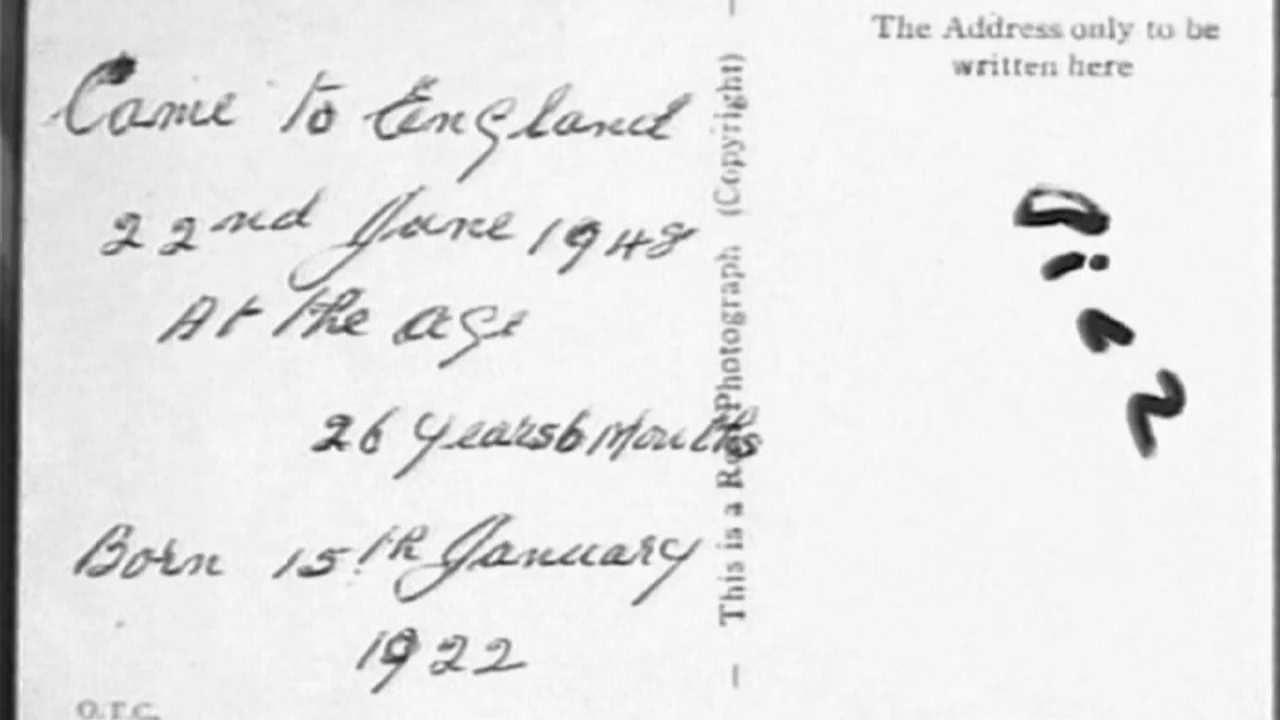 Came to England
22nd June 1948
At the age
26 years 6 Months
Born 15th January
1922
O.T.C.
This is a Real Photograph (Copyright)
The Address only to be
written here